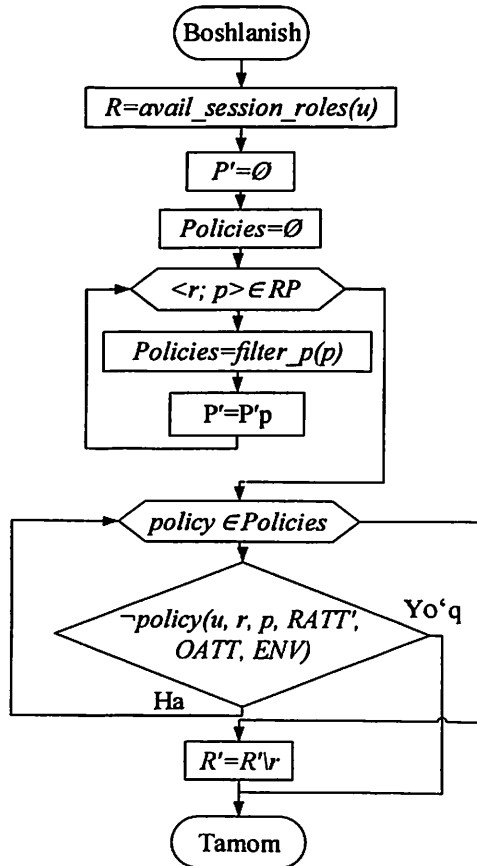 Boshlanish
R=avail_session_roles(u)
P'=Ø
Policies=Ø
<r; p>∈RP
Policies=filter_p(p)
P'=P'p
policy ∈Policies
¬policy(u, r, p, RATT',
OATT, ENV)
Yo‘q
Ha
R'=R'\r
Tamom